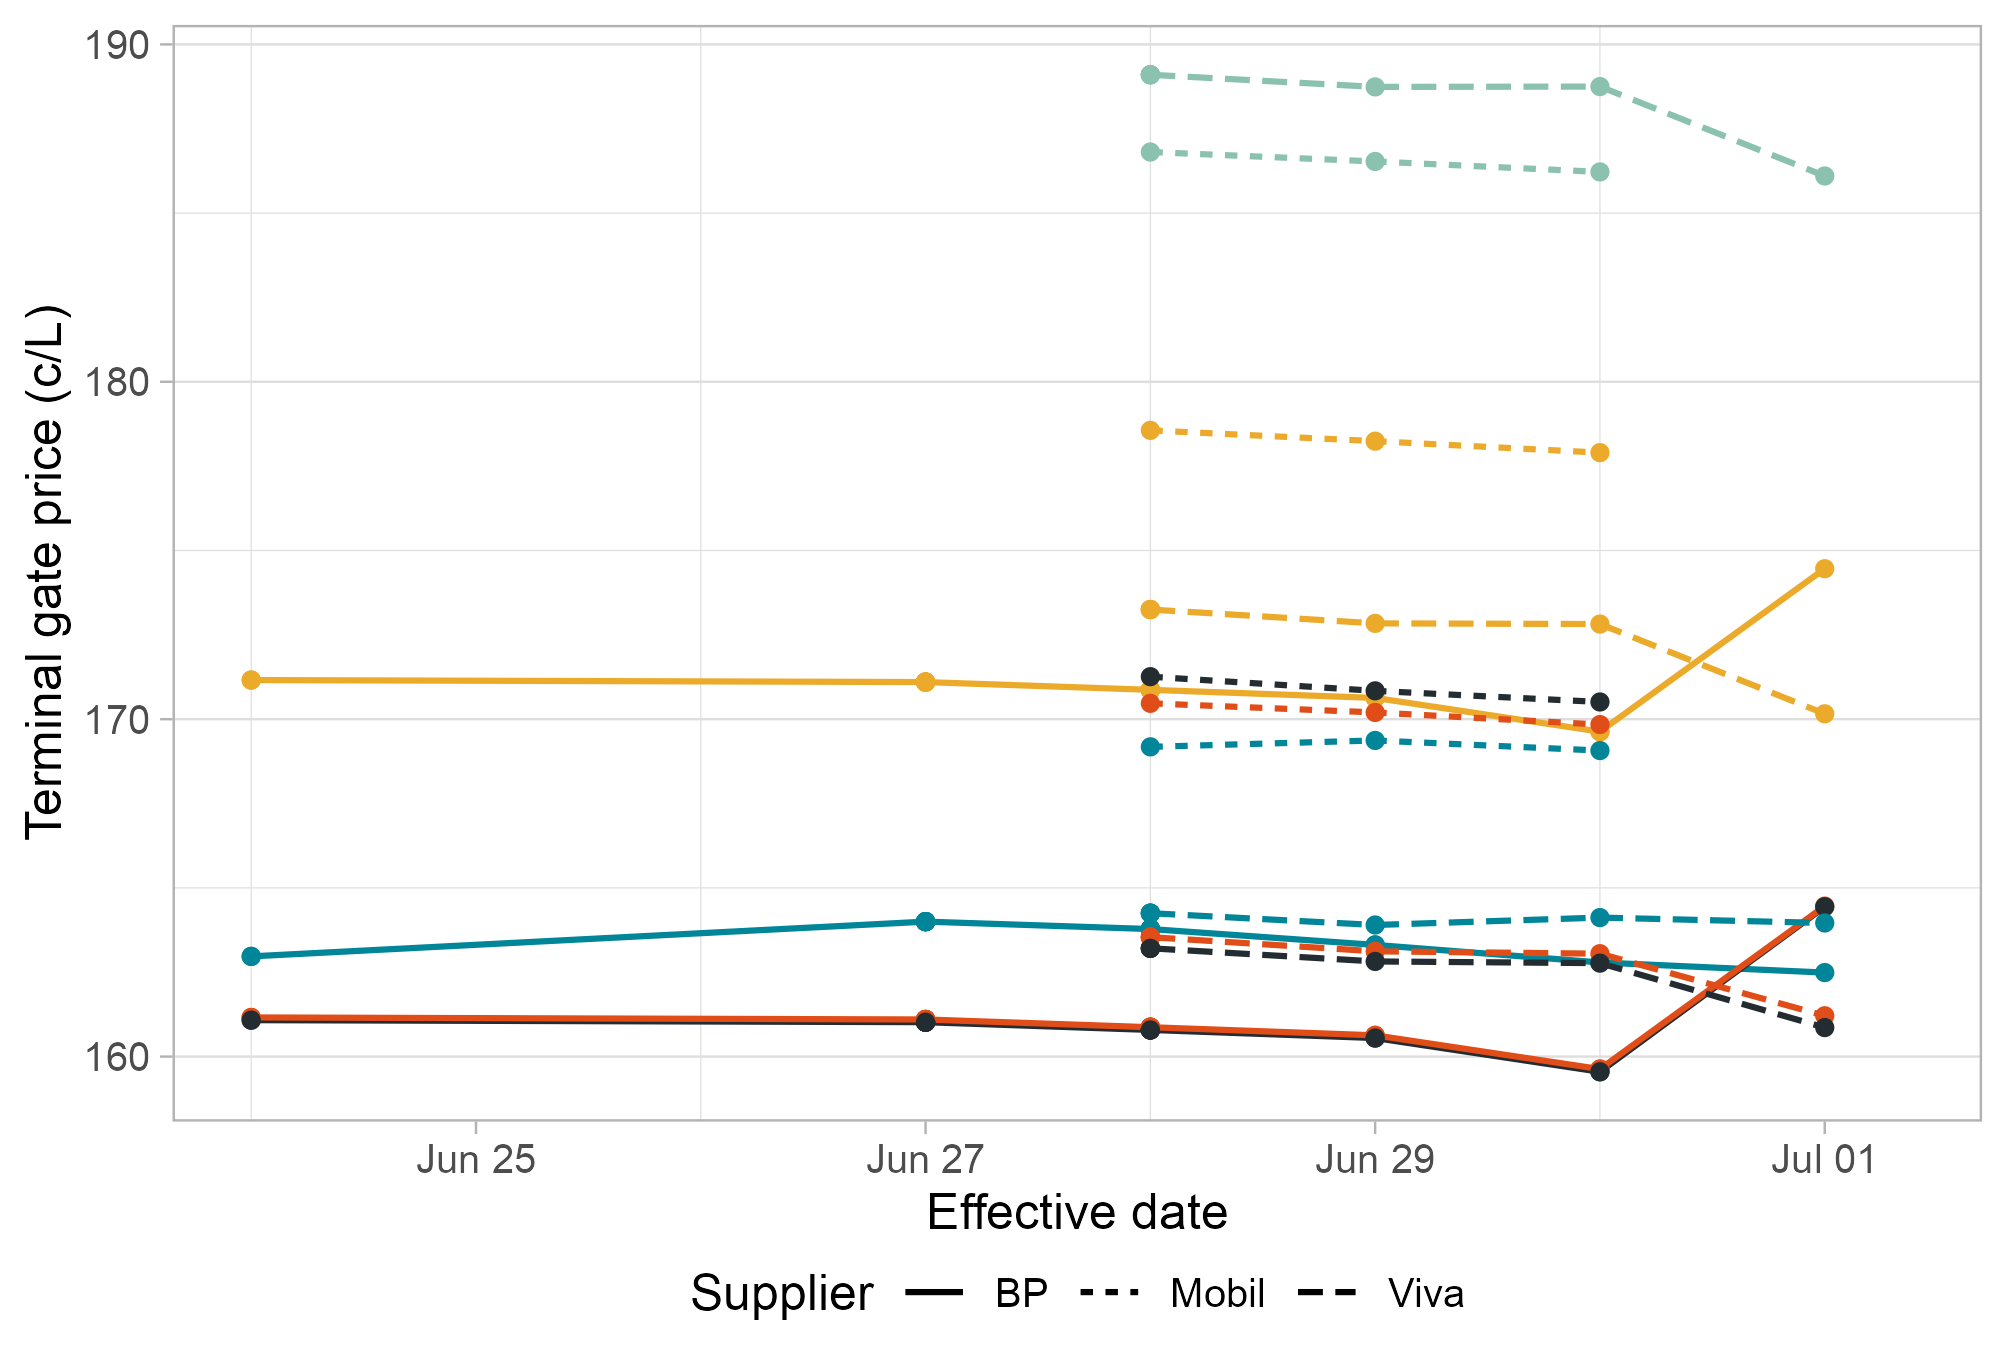 Terminal gate price (c/L)
190
180
170
160
Jun 25 Jun 27 Jun 29 Jul 01
Effective date
Supplier BP Mobil Viva